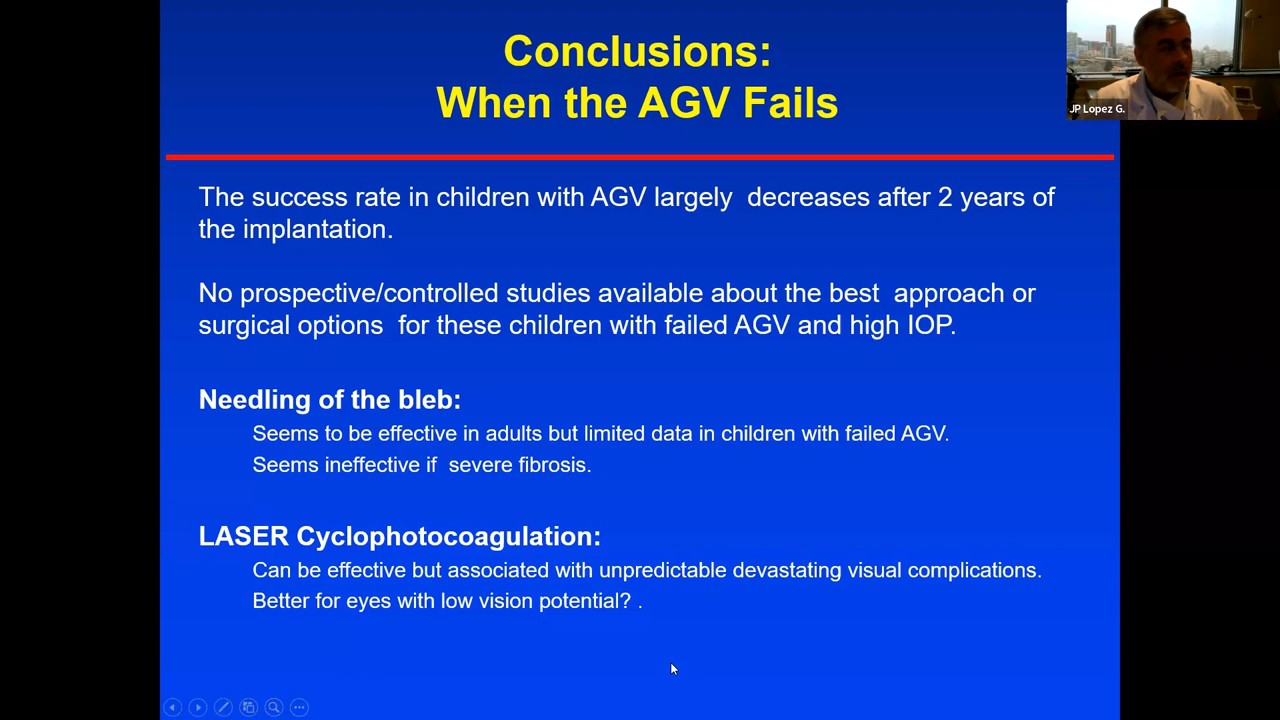 Conclusions:
When the AGV Fails
JP Lopez G.
The success rate in children with AGV largely  decreases after 2 years of
the implantation.
No prospective/controlled studies available about the best  approach or
surgical options  for these children with failed AGV and high IOP.
Needling of the bleb:
Seems to be effective in adults but limited data in children with failed AGV.
Seems ineffective if  severe fibrosis.
LASER Cyclophotocoagulation:
Can be effective but associated with unpredictable devastating visual complications.
Better for eyes with low vision potential? .